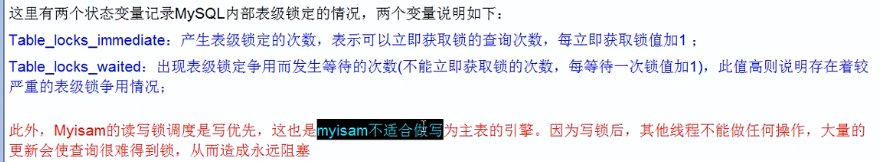 这里有两个状态变量记录MySQL内部表级锁定的情况，两个变量说明如下：
Table_locks_immediate：产生表级锁定的次数，表示可以立即获取锁的查询次数，每立即获取锁值加1 ；
Table_locks_waited：出现表级锁定争用而发生等待的次数(不能立即获取锁的次数，每等待一次锁值加1)，此值高则说明存在着较
严重的表级锁争用情况；
此外，Myisam的读写锁调度是写优先，这也是myisam不适合做写为主表的引擎。因为写锁后，其他线程不能做任何操作，大量的
更新会使查询很难得到锁，从而造成永远阻塞